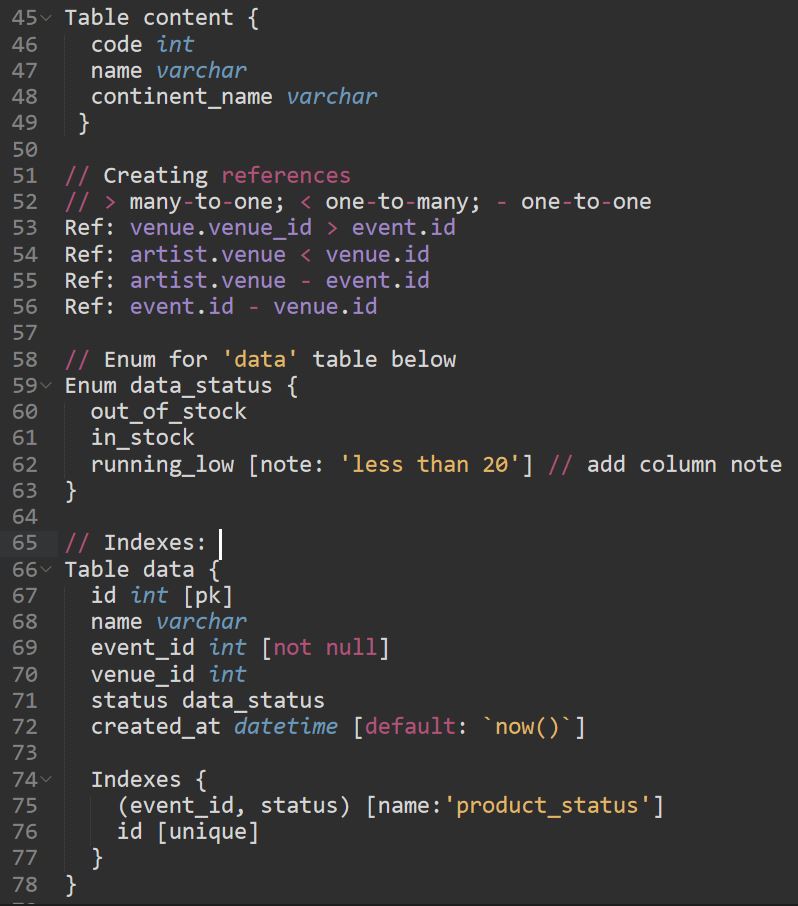 45 Table content {
46 code int
47 name varchar
48 continent_name varchar
49 }
50
51 // Creating references
52 // > many-to-one; < one-to-many; - one-to-one
53 Ref: venue.venue_id > event.id
54 Ref: artist.venue < venue.id
55 Ref: artist.venue - event.id
56 Ref: event.id - venue.id
57
58 // Enum for 'data' table below
59 Enum data_status {
60 out_of_stock
61 in_stock
62 running_low [note: 'less than 20'] // add column note
63 }
64
65 // Indexes:
66 Table data {
67 id int [pk]
68 name varchar
69 event_id int [not null]
70 venue_id int
71 status data_status
72 created_at datetime [default: `now()`]
73
74 Indexes {
75 (event_id, status) [name:'product_status']
76 id [unique]
77 }
78 }